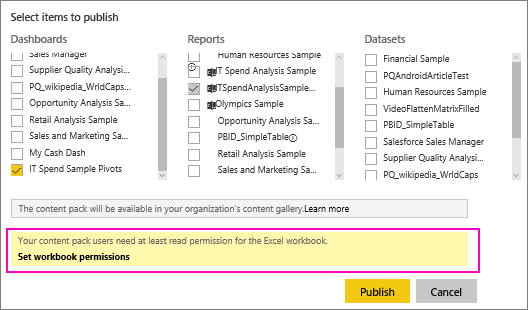 Select items to publish
Dashboards
Sales Manager
Supplier Quality Analysi...
PQ_wikipedia_WrldCaps...
Opportunity Analysis Sa...
Retail Analysis Sample
Sales and Marketing Sa...
My Cash Dash
IT Spend Sample Pivots
Reports
Human Resources Sample
IT Spend Analysis Sample
ITSpendAnalysisSample...
Olympics Sample
Opportunity Analysis Sa...
PBID_SimpleTable
Retail Analysis Sample
Sales and Marketing Sa...
Datasets
Financial Sample
PQAndroidArticleTest
Human Resources Sample
VideoFlattenMatrixFilled
PBID_SimpleTable
Salesforce Sales Manager
Supplier Quality Analysi...
PQ_wikipedia_WrldCaps
The content pack will be available in your organization's content gallery.Learn more
Your content pack users need at least read permission for the Excel workbook.
Set workbook permissions
Publish
Cancel